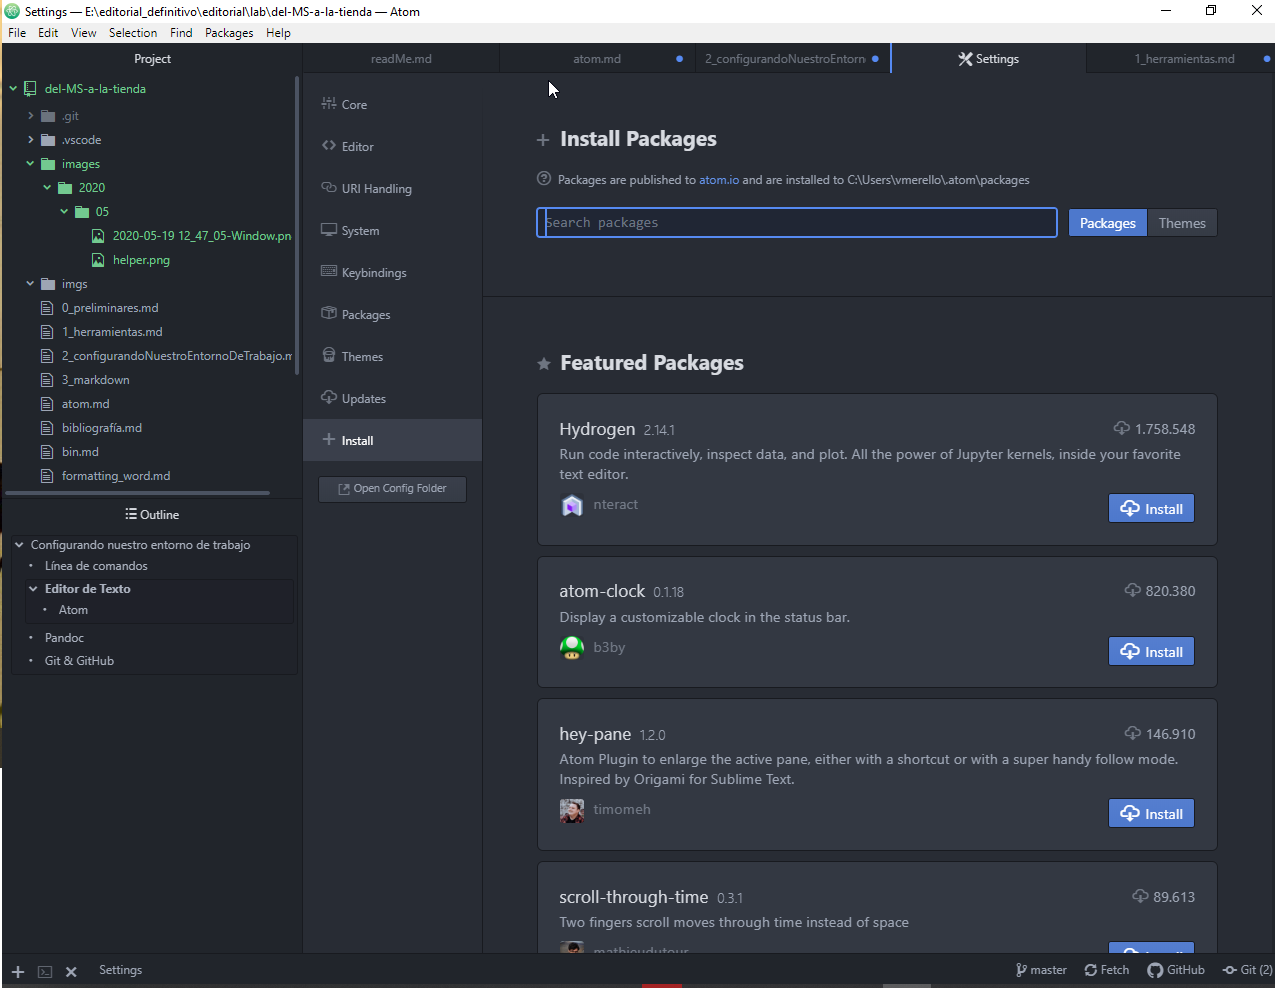 Settings — E:\editorial_definitivo\editorial\lab\del-MS-a-la-tienda — Atom
File Edit View Selection Find Packages Help
Project
del-MS-a-la-tienda
.git
.vscode
images
2020
05
2020-05-19 12_47_05-Window.pn
helper.png
imgs
0_preliminares.md
1_herramientas.md
2_configurandoNuestroEntornoDeTrabajo.m
3_markdown
atom.md
bibliografía.md
bin.md
formatting_word.md
Outline
Configurando nuestro entorno de trabajo
Línea de comandos
Editor de Texto
Atom
Pandoc
Git & GitHub
readMe.md
atom.md
2_configurandoNuestroEntorn
Settings
1_herramientas.md
Core
Editor
URI Handling
System
Keybindings
Packages
Themes
Updates
Install
Open Config Folder
Install Packages
Packages are published to atom.io and are installed to C:\Users\vmerello\.atom\packages
Search packages
Packages Themes
Featured Packages
Hydrogen 2.14.1 1.758.548
Run code interactively, inspect data, and plot. All the power of Jupyter kernels, inside your favorite
text editor.
nteract
Install
atom-clock 0.1.18 820.380
Display a customizable clock in the status bar.
b3by
Install
hey-pane 1.2.0 146.910
Atom Plugin to enlarge the active pane, either with a shortcut or with a super handy follow mode.
Inspired by Origami for Sublime Text.
timomeh
Install
scroll-through-time 0.3.1 89.613
Two fingers scroll moves through time instead of space
mathieudutour
Install
Settings
master Fetch GitHub Git (2)